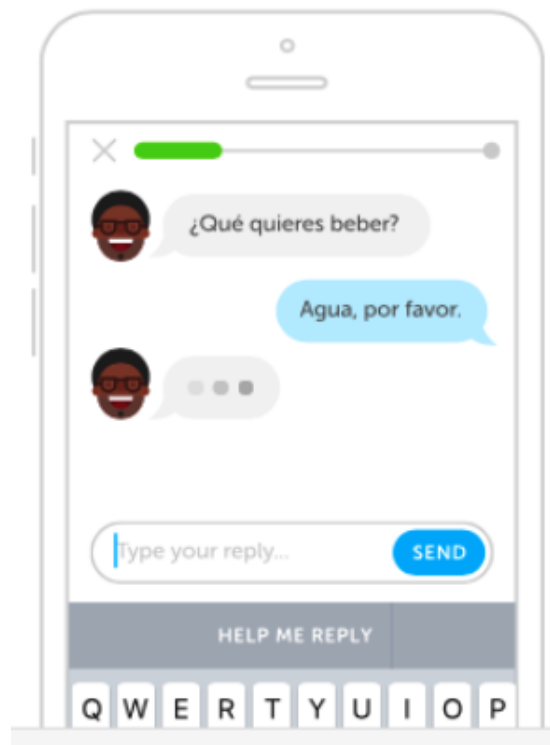 ¿Qué quieres beber?
Agua, por favor.
Type your reply...
SEND
HELP ME REPLY
Q W E R T Y U I O P